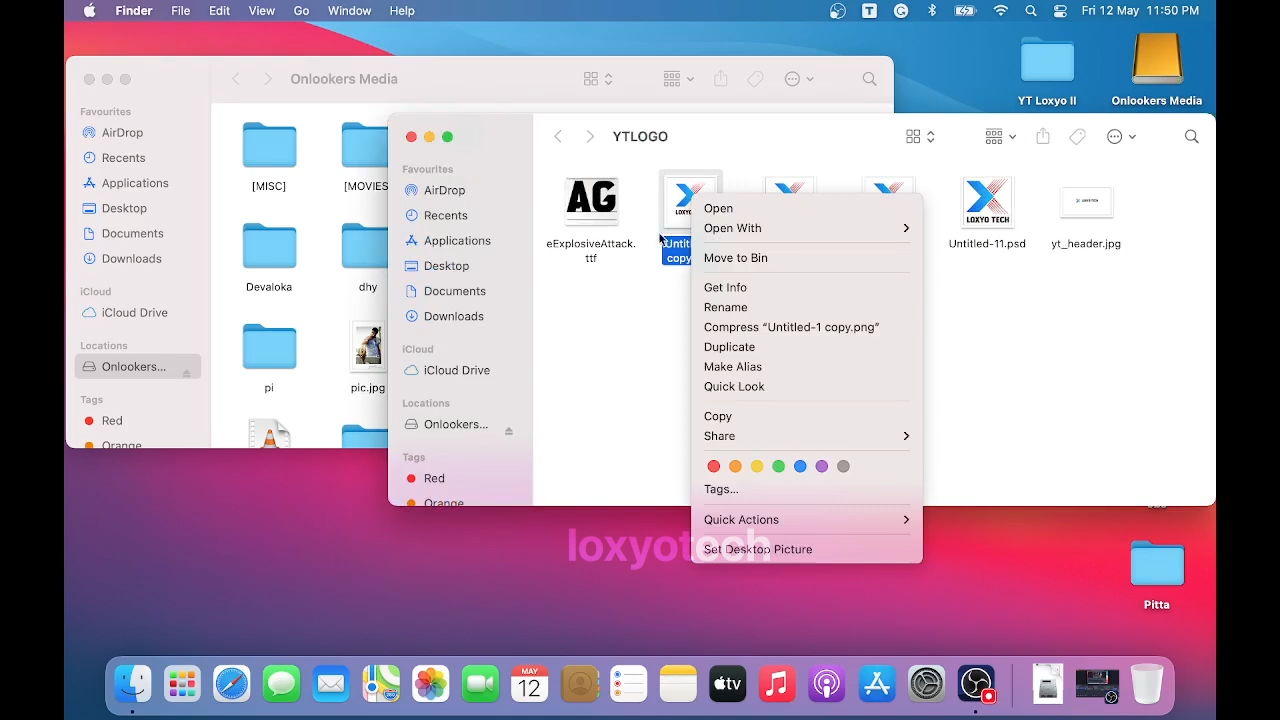 Finder File Edit View Go Window Help
Fri 12 May 11:50 PM
YT Loxyo II
Onlookers Media
Onlookers Media
Favourites
AirDrop
Recents
Applications
Desktop
Documents
Downloads
iCloud
iCloud Drive
Locations
Onlookers...
Tags
Red
Orange
[MISC]
[MOVIES
Devaloka
dhy
pi
pic.jpg
YTLOGO
Favourites
AirDrop
Recents
Applications
Desktop
Documents
Downloads
iCloud
iCloud Drive
Locations
Onlookers...
Tags
Red
Orange
AG
eExplosiveAttack.
ttf
LOXY
Untit
copy
LOXYO TECH
Untitled-11.psd
yt_header.jpg
Open
Open With
Move to Bin
Get Info
Rename
Compress “Untitled-1 copy.png”
Duplicate
Make Alias
Quick Look
Copy
Share
Tags...
Quick Actions
Set Desktop Picture
loxyotech
Pitta
MAY
12
tv